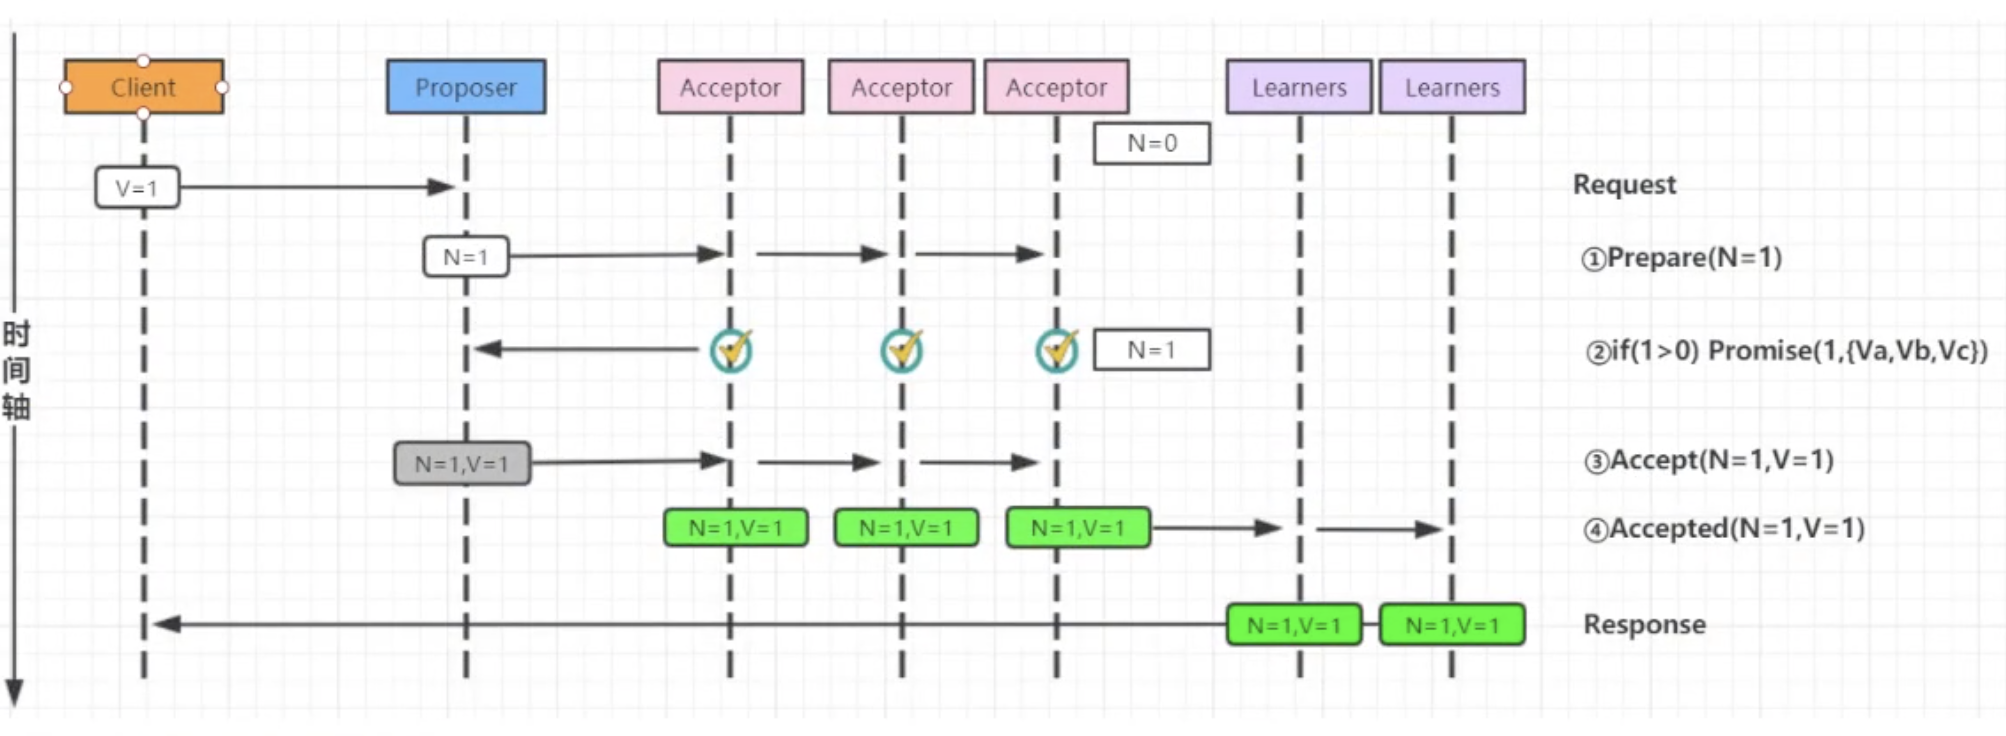 Client
Proposer
Acceptor
Acceptor
Acceptor
Learners
Learners
N=0
V=1
Request
N=1
①Prepare(N=1)
时间轴
N=1
②if(1>0) Promise(1,{Va,Vb,Vc})
N=1,V=1
③Accept(N=1,V=1)
N=1,V=1
N=1,V=1
N=1,V=1
④Accepted(N=1,V=1)
N=1,V=1
N=1,V=1
Response